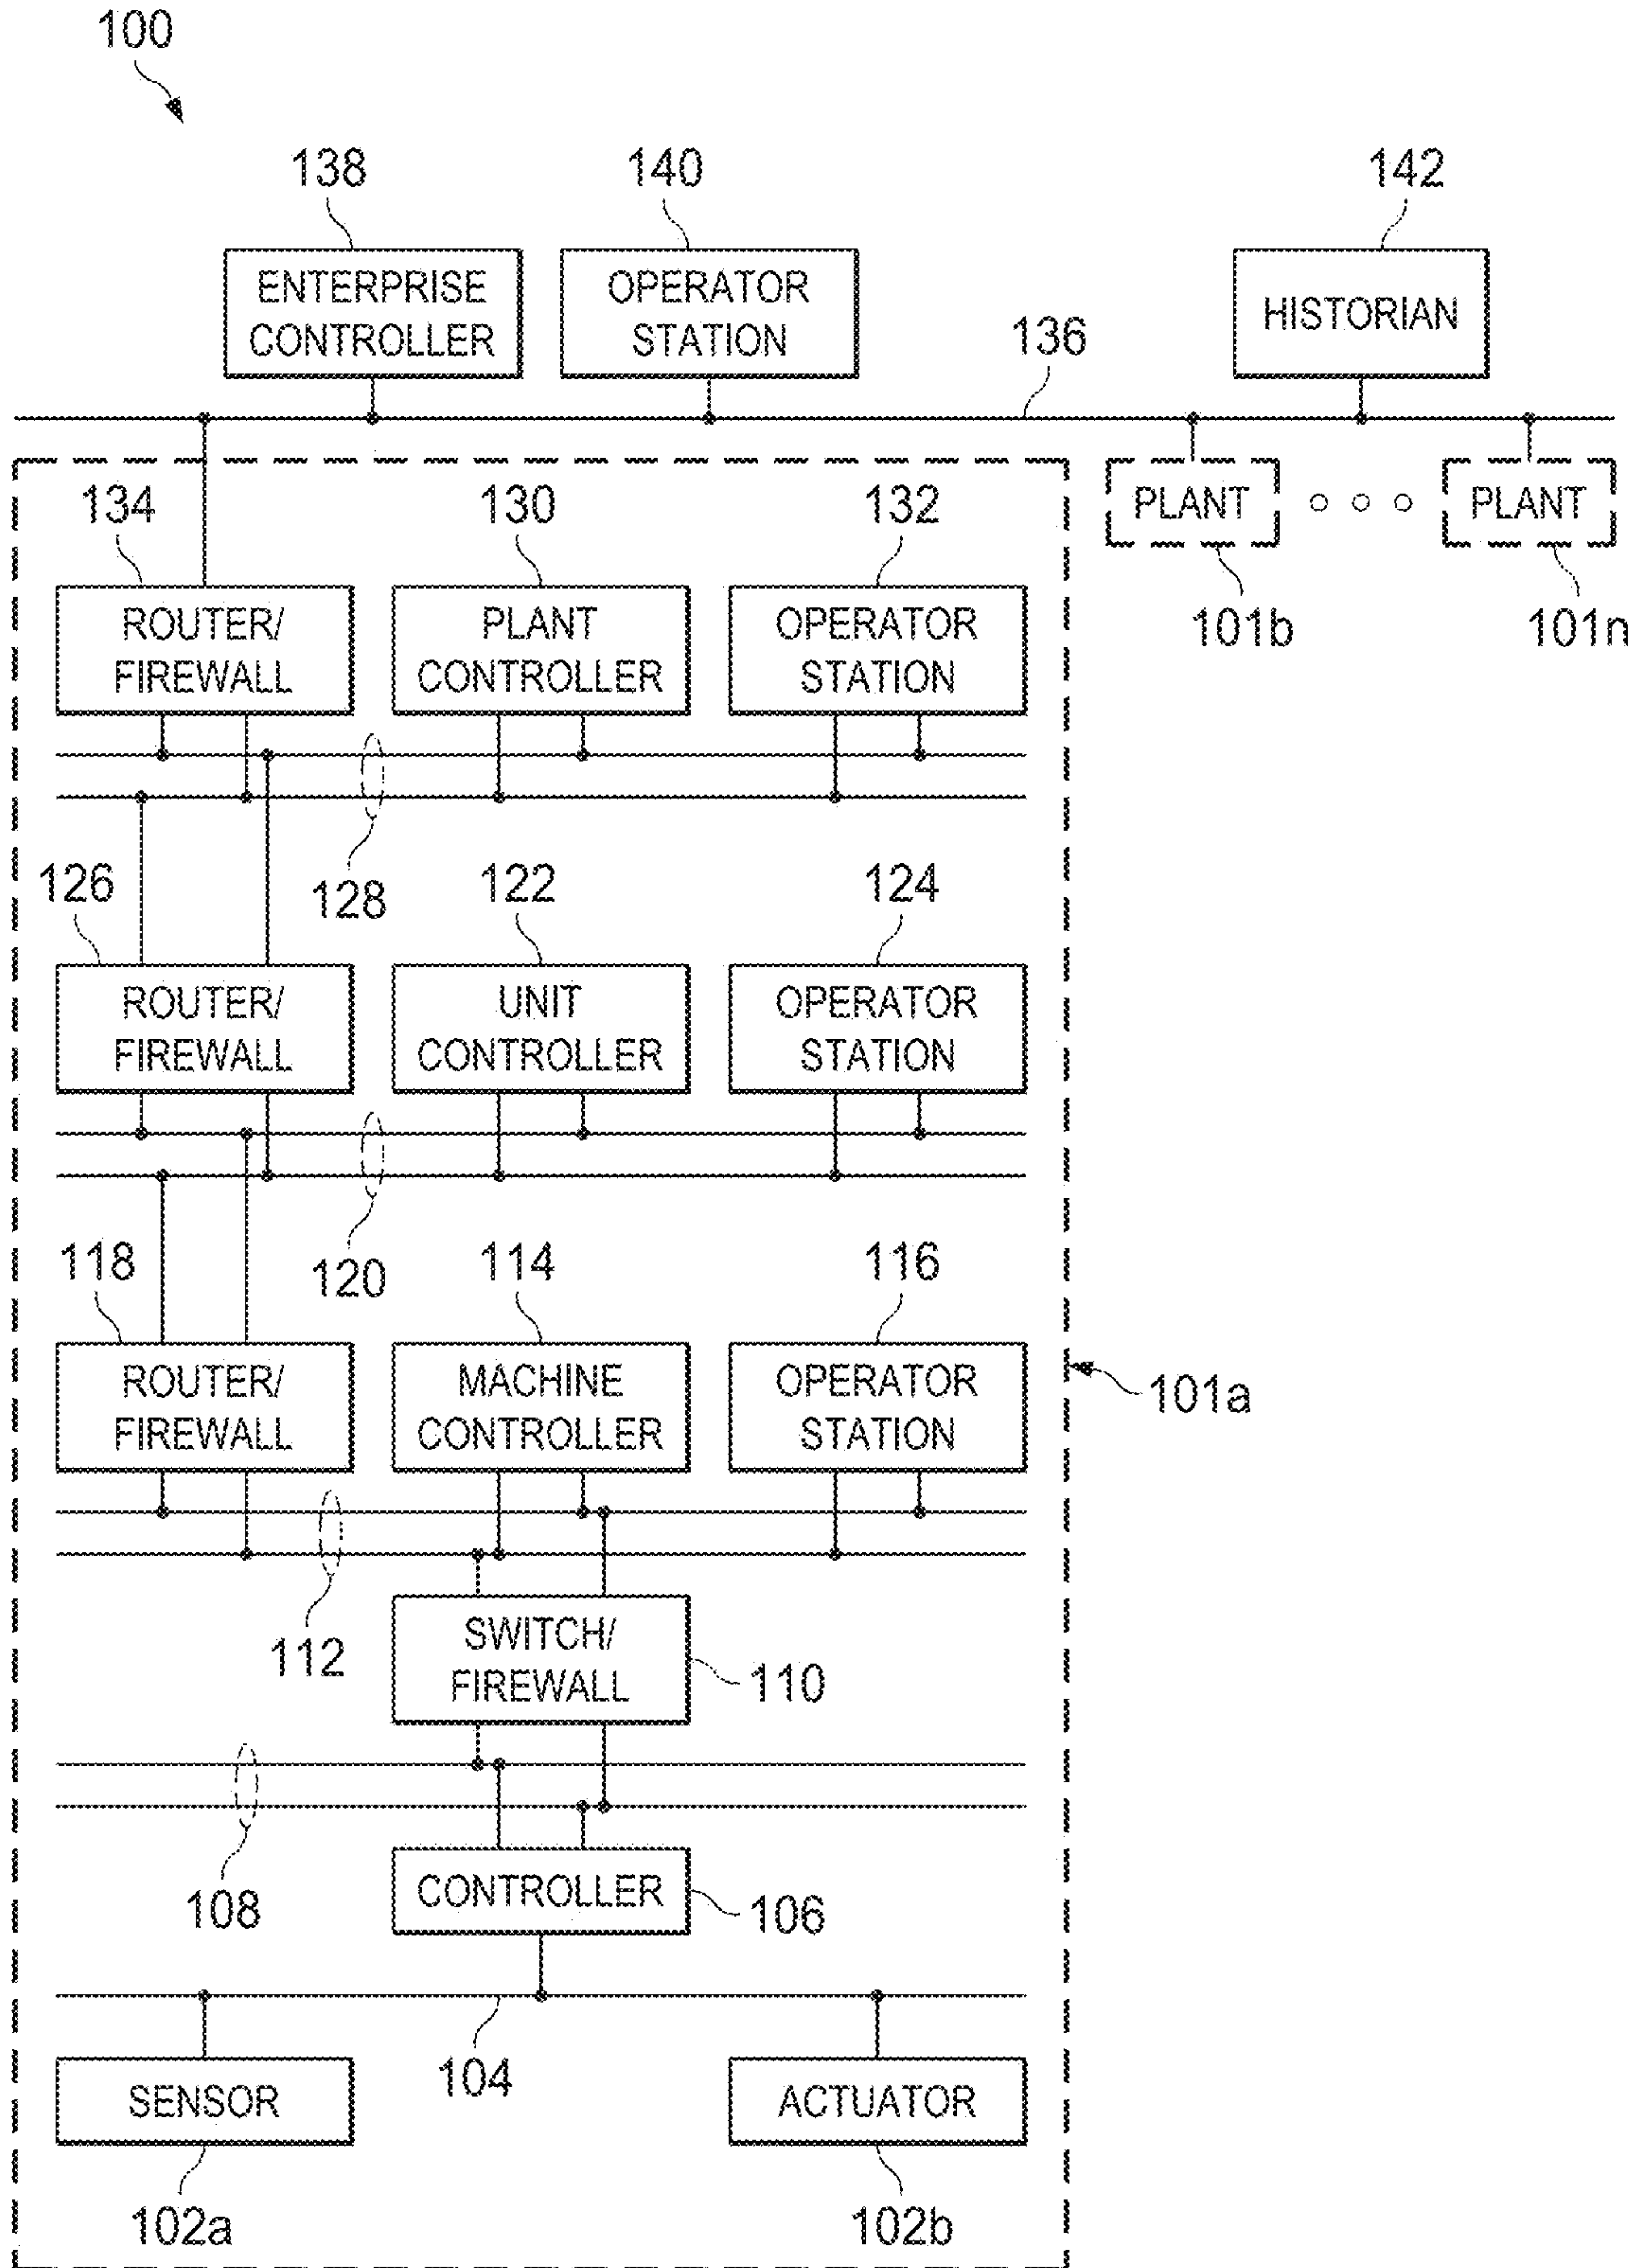 100
138
140
142
ENTERPRISE
CONTROLLER
OPERATOR
STATION
HISTORIAN
136
134
130
132
PLANT
PLANT
101b
101n
ROUTER/
FIREWALL
PLANT
CONTROLLER
OPERATOR
STATION
128
126
122
124
ROUTER/
FIREWALL
UNIT
CONTROLLER
OPERATOR
STATION
120
118
114
116
ROUTER/
FIREWALL
MACHINE
CONTROLLER
OPERATOR
STATION
101a
112
SWITCH/
FIREWALL
110
108
CONTROLLER
106
104
SENSOR
ACTUATOR
102a
102b